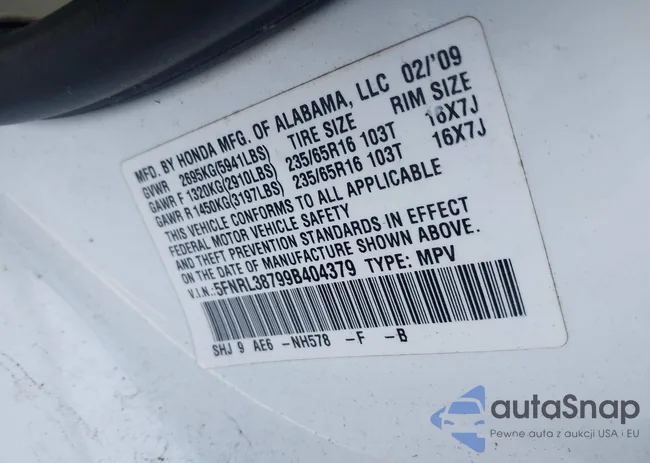 MFD. BY HONDA MFG. OF ALABAMA, LLC 02/'09
GVWR 2695KG(5941LBS) TIRE SIZE RIM SIZE
GAWR F 1320KG(2910LBS) 235/65R16 103T 16X7J
GAWR R 1450KG(3197LBS) 235/65R16 103T 16X7J
THIS VEHICLE CONFORMS TO ALL APPLICABLE
FEDERAL MOTOR VEHICLE SAFETY
AND THEFT PREVENTION STANDARDS IN EFFECT
ON THE DATE OF MANUFACTURE SHOWN ABOVE.
V.I.N.: 5FNRL38799B404379 TYPE: MPV
SHJ 9 AE6 -NH578 -F -B
autoSnap
Pewne auta z aukcji USA i EU